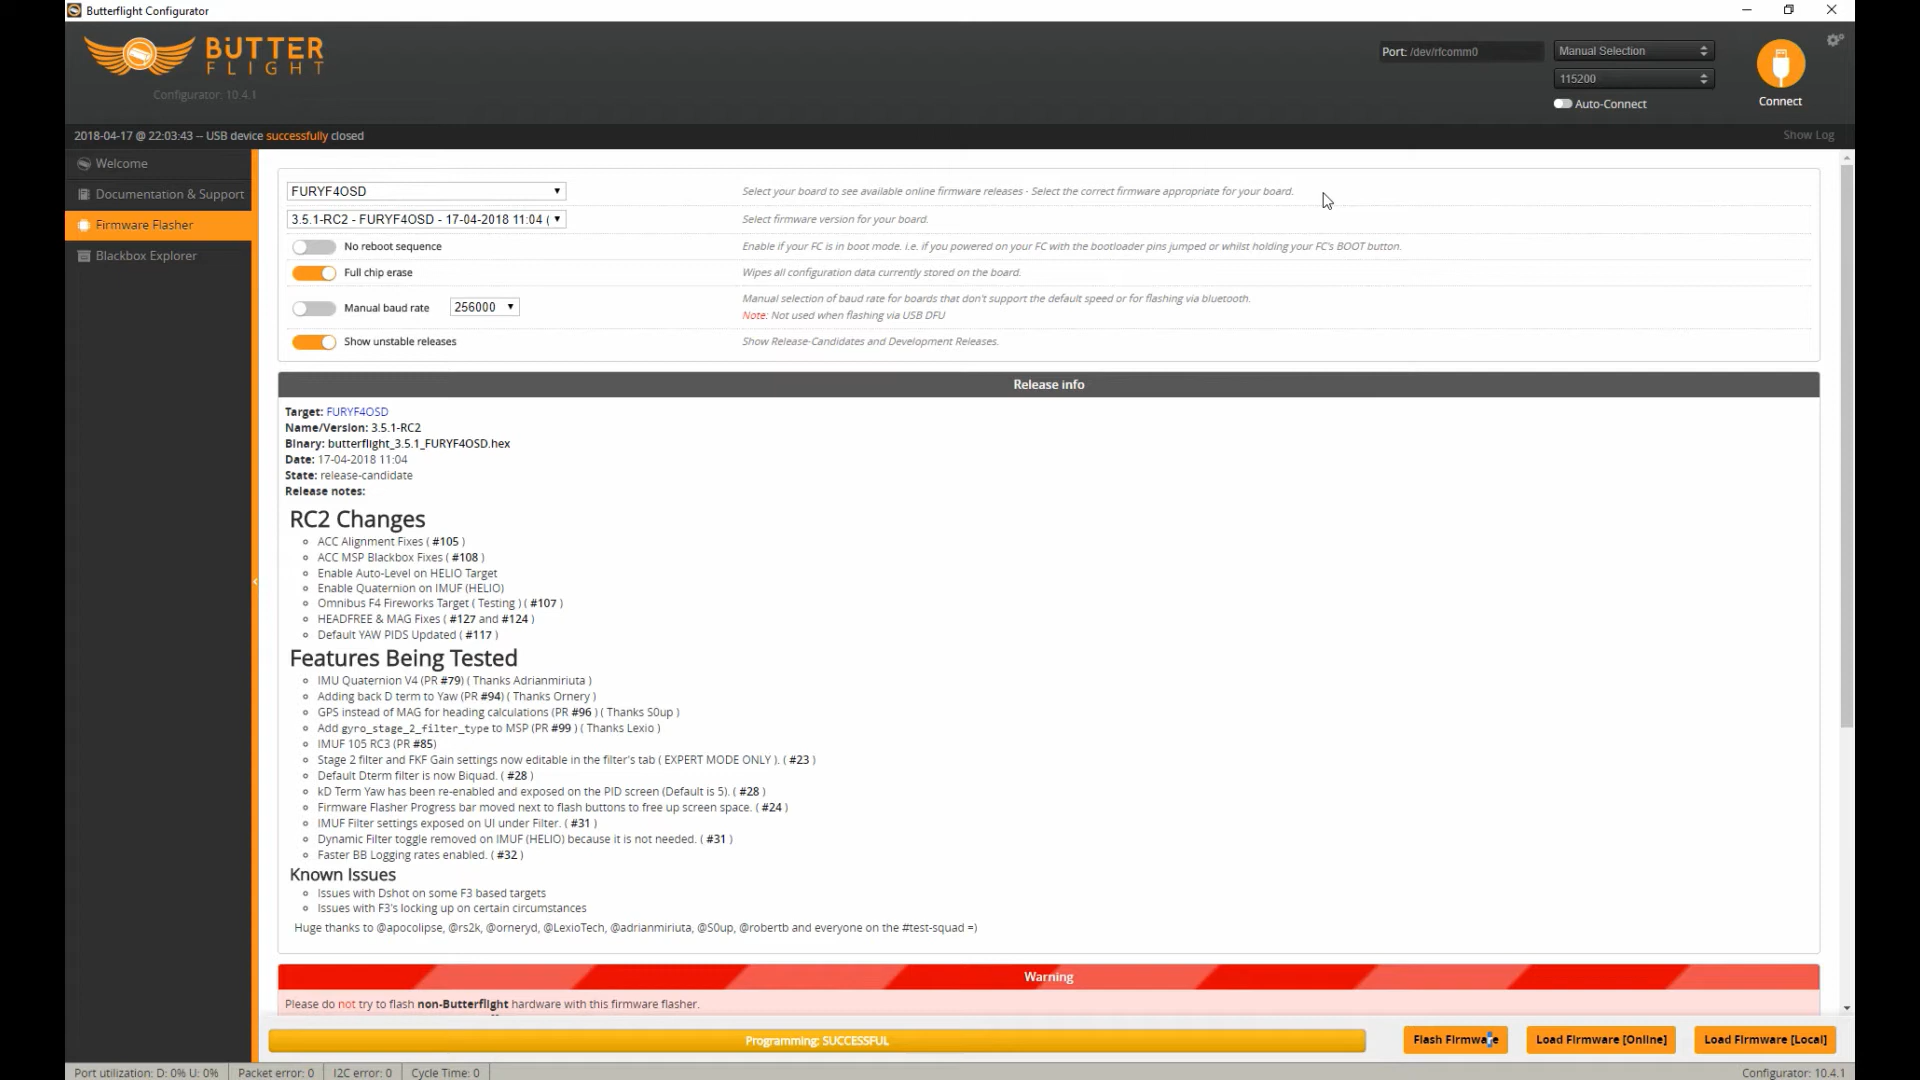 Butterflight Configurator
BUTTER
FLIGHT
Configurator: 10.4.1
Port: /dev/rfcomm0
Manual Selection
115200
Auto-Connect
Connect
2018-04-17 @ 22:03:43 -- USB device successfully closed
Show Log
Welcome
Documentation & Support
Firmware Flasher
Blackbox Explorer
FURYF4OSD
Select your board to see available online firmware releases - Select the correct firmware appropriate for your board.
3.5.1-RC2 - FURYF4OSD - 17-04-2018 11:04 (
Select firmware version for your board.
No reboot sequence
Enable if your FC is in boot mode. i.e. if you powered on your FC with the bootloader pins jumped or whilst holding your FC's BOOT button.
Full chip erase
Wipes all configuration data currently stored on the board.
Manual baud rate
256000
Manual selection of baud rate for boards that don't support the default speed or for flashing via bluetooth.
Note: Not used when flashing via USB DFU
Show unstable releases
Show Release-Candidates and Development Releases.
Release info
Target: FURYF4OSD
Name/Version: 3.5.1-RC2
Binary: butterflight_3.5.1_FURYF4OSD.hex
Date: 17-04-2018 11:04
State: release-candidate
Release notes:
RC2 Changes
ACC Alignment Fixes ( #105 )
ACC MSP Blackbox Fixes ( #108 )
Enable Auto-Level on HELIO Target
Enable Quaternion on IMUF (HELIO)
Omnibus F4 Fireworks Target ( Testing ) ( #107 )
HEADFREE & MAG Fixes ( #127 and #124 )
Default YAW PIDS Updated ( #117 )
Features Being Tested
IMU Quaternion V4 (PR #79) ( Thanks Adrianmiriuta )
Adding back D term to Yaw (PR #94) ( Thanks Ornery )
GPS instead of MAG for heading calculations (PR #96 ) ( Thanks S0up )
Add gyro_stage_2_filter_type to MSP (PR #99 ) ( Thanks Lexio )
IMUF 105 RC3 (PR #85)
Stage 2 filter and FKF Gain settings now editable in the filter's tab ( EXPERT MODE ONLY ). ( #23 )
Default Dterm filter is now Biquad. ( #28 )
kD Term Yaw has been re-enabled and exposed on the PID screen (Default is 5). ( #28 )
Firmware Flasher Progress bar moved next to flash buttons to free up screen space. ( #24 )
IMUF Filter settings exposed on UI under Filter. ( #31 )
Dynamic Filter toggle removed on IMUF (HELIO) because it is not needed. ( #31 )
Faster BB Logging rates enabled. ( #32 )
Known Issues
Issues with Dshot on some F3 based targets
Issues with F3's locking up on certain circumstances
Huge thanks to @apocolipse, @rs2k, @orneryd, @LexioTech, @adrianmiriuta, @S0up, @robertb and everyone on the #test-squad =)
Warning
Please do not try to flash non-Butterflight hardware with this firmware flasher.
Programming: SUCCESSFUL
Flash Firmware
Load Firmware [Online]
Load Firmware [Local]
Port utilization: D: 0% U: 0%
Packet error: 0
I2C error: 0
Cycle Time: 0
Configurator: 10.4.1